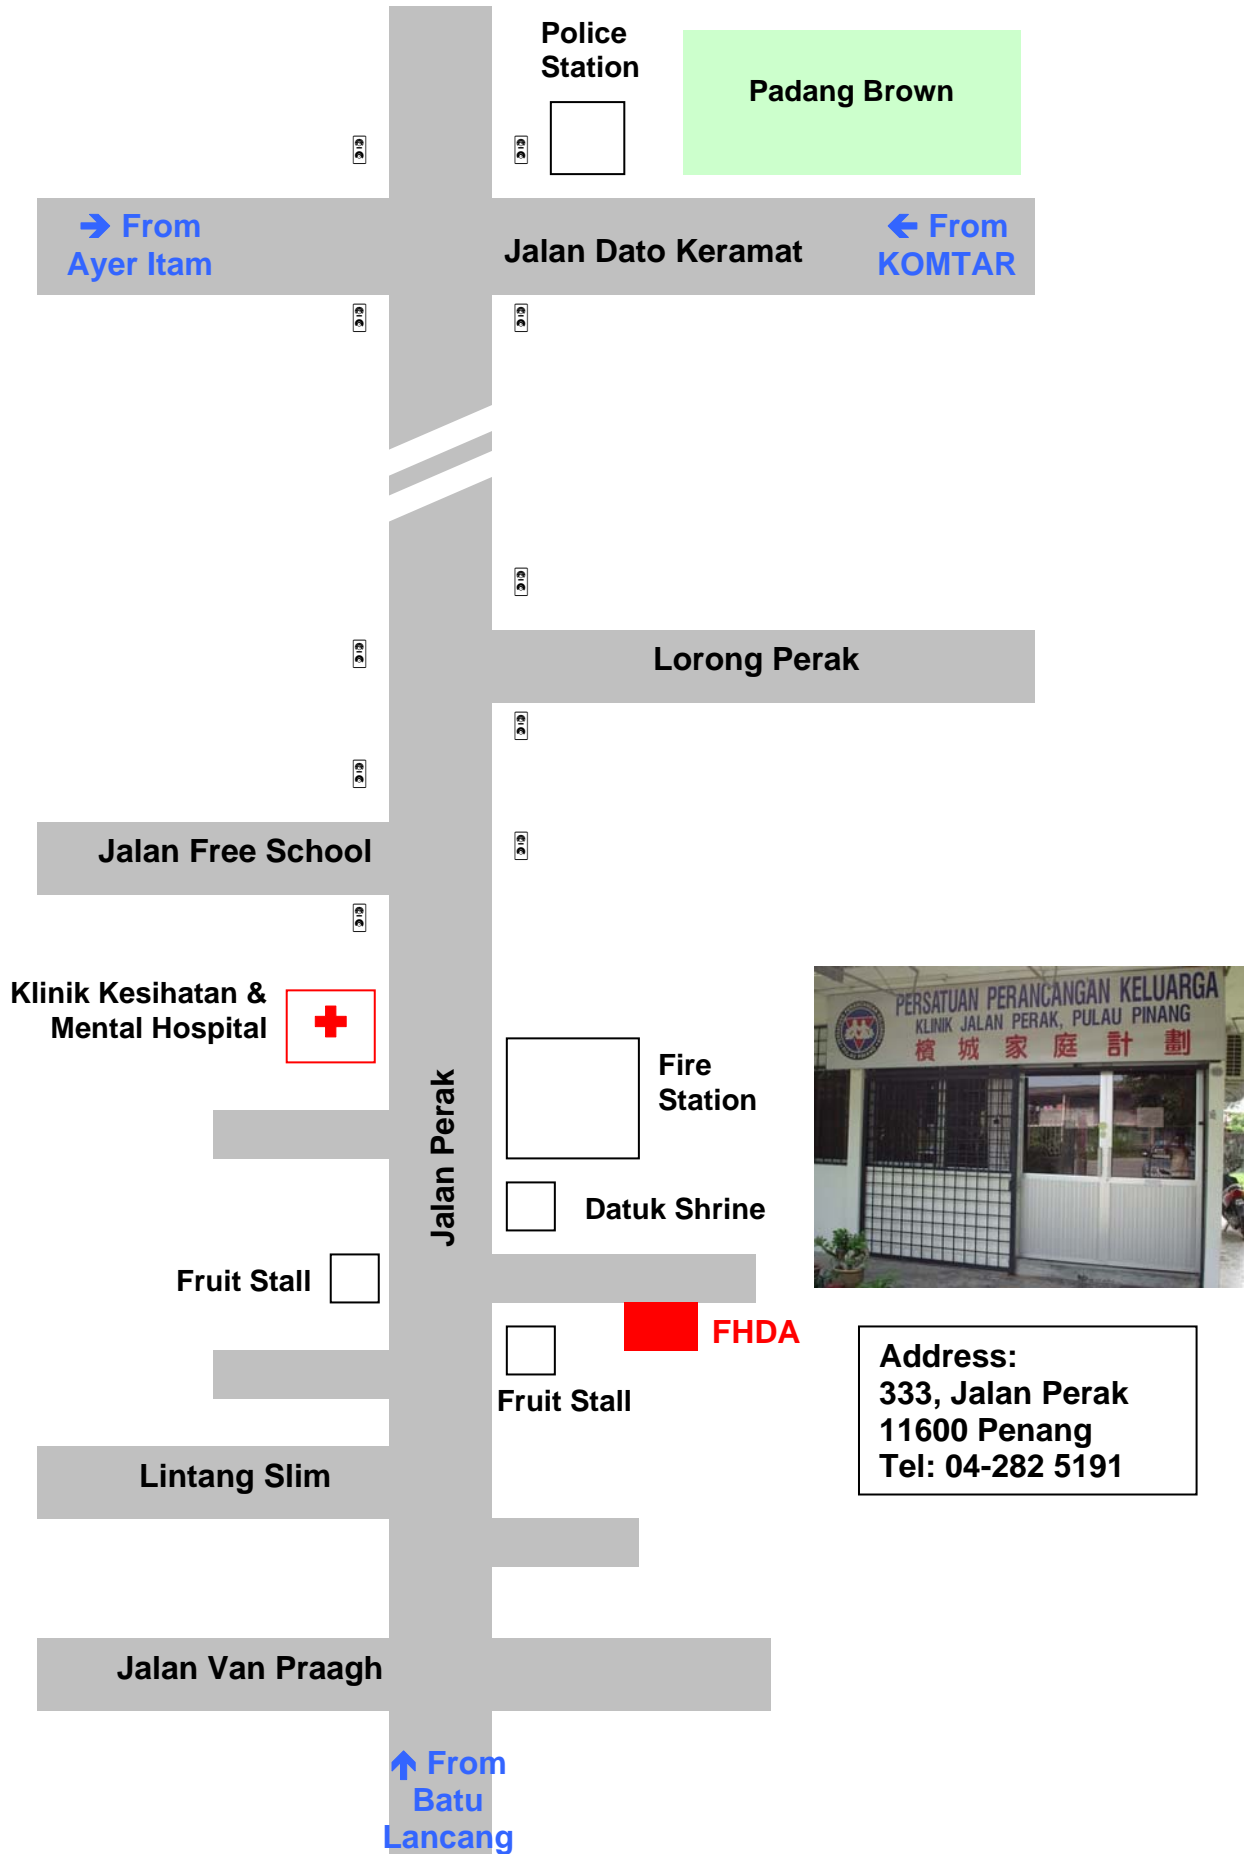 Police
Station
Padang Brown
➔ From
Ayer Itam
Jalan Dato Keramat
← From
KOMTAR
Lorong Perak
Jalan Free School
Klinik Kesihatan &
Mental Hospital
Jalan Perak
Fire
Station
PERSATUAN PERANCANGAN KELUARGA
KLINIK JALAN PERAK, PULAU PINANG
檳城家庭計劃
Datuk Shrine
Fruit Stall
FHDA
Fruit Stall
Address:
333, Jalan Perak
11600 Penang
Tel: 04-282 5191
Lintang Slim
Jalan Van Praagh
↑ From
Batu
Lancang